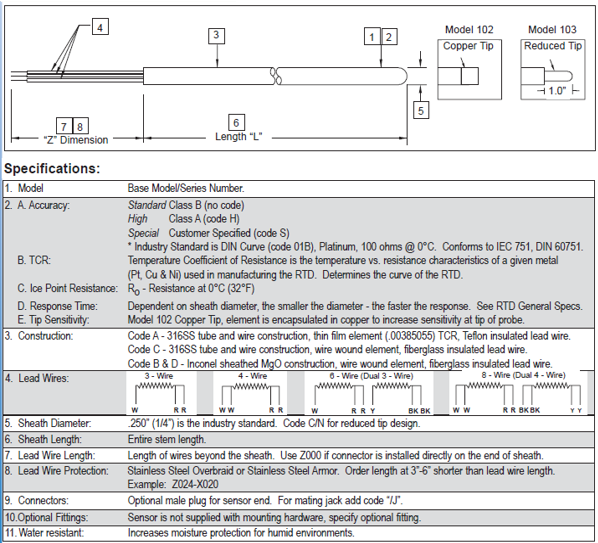 4
3
1 2
Model 102
Copper Tip
Model 103
Reduced Tip
1.0"
5
7 8
"Z" Dimension
6
Length "L"
Specifications:
1. Model Base Model/Series Number.
2. A. Accuracy: Standard Class B (no code)
High Class A (code H)
Special Customer Specified (code S)
* Industry Standard is DIN Curve (code 01B), Platinum, 100 ohms @ 0°C. Conforms to IEC 751, DIN 60751.
B. TCR: Temperature Coefficient of Resistance is the temperature vs. resistance characteristics of a given metal
(Pt, Cu & Ni) used in manufacturing the RTD. Determines the curve of the RTD.
C. Ice Point Resistance: R0 - Resistance at 0°C (32°F)
D. Response Time: Dependent on sheath diameter, the smaller the diameter - the faster the response. See RTD General Specs.
E. Tip Sensitivity: Model 102 Copper Tip, element is encapsulated in copper to increase sensitivity at tip of probe.
3. Construction: Code A - 316SS tube and wire construction, thin film element (.00385055) TCR, Teflon insulated lead wire.
Code C - 316SS tube and wire construction, wire wound element, fiberglass insulated lead wire.
Code B & D - Inconel sheathed MgO construction, wire wound element, fiberglass insulated lead wire.
4. Lead Wires: 3 - Wire 4 - Wire 6 - Wire (Dual 3 - Wire) 8 - Wire (Dual 4 - Wire)
W R R W W R R W R R Y BK BK W W R R BK BK Y Y
5. Sheath Diameter: .250" (1/4") is the industry standard. Code C/N for reduced tip design.
6. Sheath Length: Entire stem length.
7. Lead Wire Length: Length of wires beyond the sheath. Use Z000 if connector is installed directly on the end of sheath.
8. Lead Wire Protection: Stainless Steel Overbraid or Stainless Steel Armor. Order length at 3"-6" shorter than lead wire length.
Example: Z024-X020
9. Connectors: Optional male plug for sensor end. For mating jack add code "/J".
10.Optional Fittings: Sensor is not supplied with mounting hardware, specify optional fitting.
11. Water resistant: Increases moisture protection for humid environments.